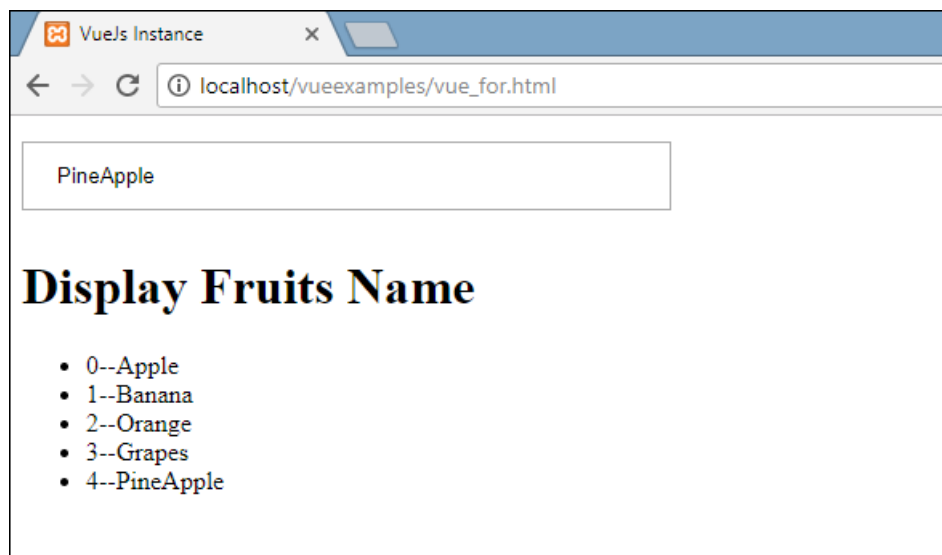 VueJs Instance
localhost/vueexamples/vue_for.html
PineApple
Display Fruits Name
0--Apple
1--Banana
2--Orange
3--Grapes
4--PineApple